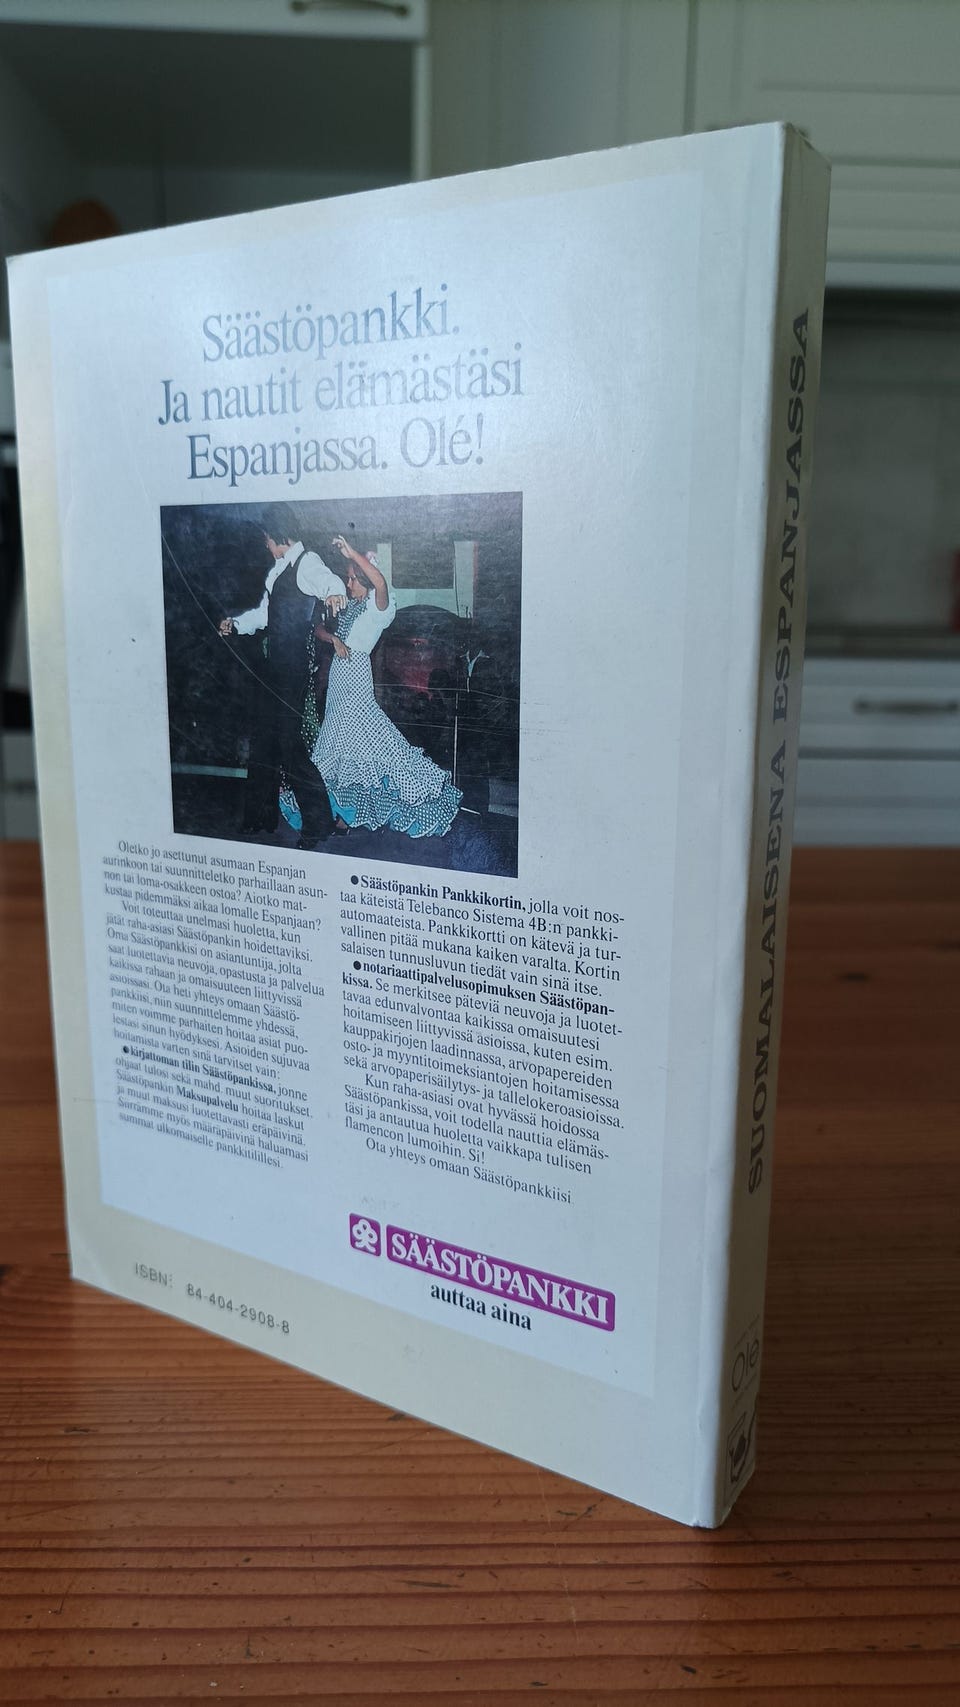 Säästöpankki.
Ja nautit elämästäsi
Espanjassa. Olé!
Oletko jo asettunut asumaan Espanjan
aurinkoon tai suunnitteletko parhaillaan asun-
non tai loma-osakkeen ostoa? Aiotko mat-
kustaa pidemmäksi aikaa lomalle Espanjaan?
Voit toteuttaa unelmasi huoletta, kun
jätät raha-asiasi Säästöpankin hoidettaviksi.
Oma Säästöpankkisi on asiantuntija, jolta
saat luotettavia neuvoja, opastusta ja palvelua
kaikissa rahaan ja omaisuuteen liittyvissä
asioissasi. Ota heti yhteys omaan Säästö-
pankkiisi, niin suunnittelemme yhdessä,
miten voimme parhaiten hoitaa asiat puo-
lestasi sinun hyödyksesi. Asioiden sujuvaa
hoitamista varten sinä tarvitset vain:
●kirjattoman tilin Säästöpankissa, jonne
ohjaat tulosi sekä mahd. muut suoritukset.
Säästöpankin Maksupalvelu hoitaa laskut
ja muut maksusi luotettavasti eräpäivinä.
Siirrämme myös määräpäivinä haluamasi
summat ulkomaiselle pankkitilillesi.
●Säästöpankin Pankkikortin, jolla voit nos-
taa käteistä Telebanco Sistema 4B:n pankki-
automaateista. Pankkikortti on kätevä ja tur-
vallinen pitää mukana kaiken varalta. Kortin
salaisen tunnusluvun tiedät vain sinä itse.
●notariaattipalvelusopimuksen Säästöpan-
kissa. Se merkitsee päteviä neuvoja ja luotet-
tavaa edunvalvontaa kaikissa omaisuutesi
hoitamiseen liittyvissä asioissa, kuten esim.
kauppakirjojen laadinnassa, arvopapereiden
osto- ja myyntitoimeksiantojen hoitamisessa
sekä arvopaperisäilytys- ja tallelokeroasioissa.
Kun raha-asiasi ovat hyvässä hoidossa
Säästöpankissa, voit todella nauttia elämäs-
täsi ja antautua huoletta vaikkapa tulisen
flamencon lumoihin. Si!
Ota yhteys omaan Säästöpankkiisi
SÄÄSTÖPANKKI
auttaa aina
ISBN: 84-404-2908-8
SUOMALAISENA ESPANJASSA
Olé